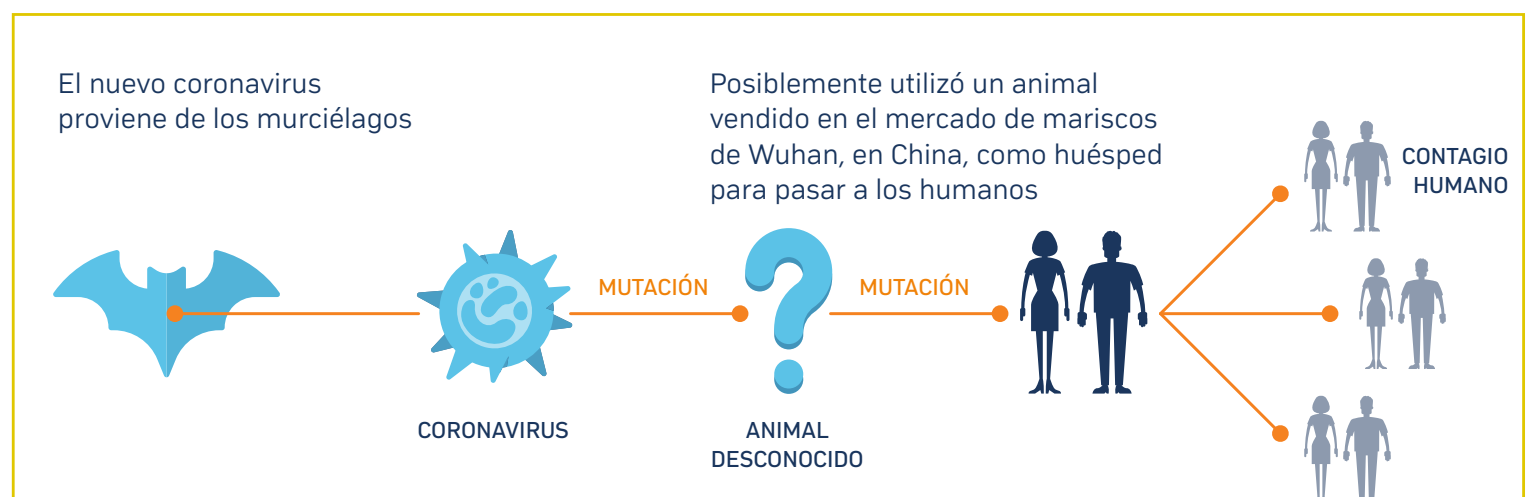 El nuevo coronavirus
proviene de los murciélagos
Posiblemente utilizó un animal
vendido en el mercado de mariscos
de Wuhan, en China, como huésped
para pasar a los humanos
CONTAGIO
HUMANO
MUTACIÓN
MUTACIÓN
CORONAVIRUS
ANIMAL
DESCONOCIDO